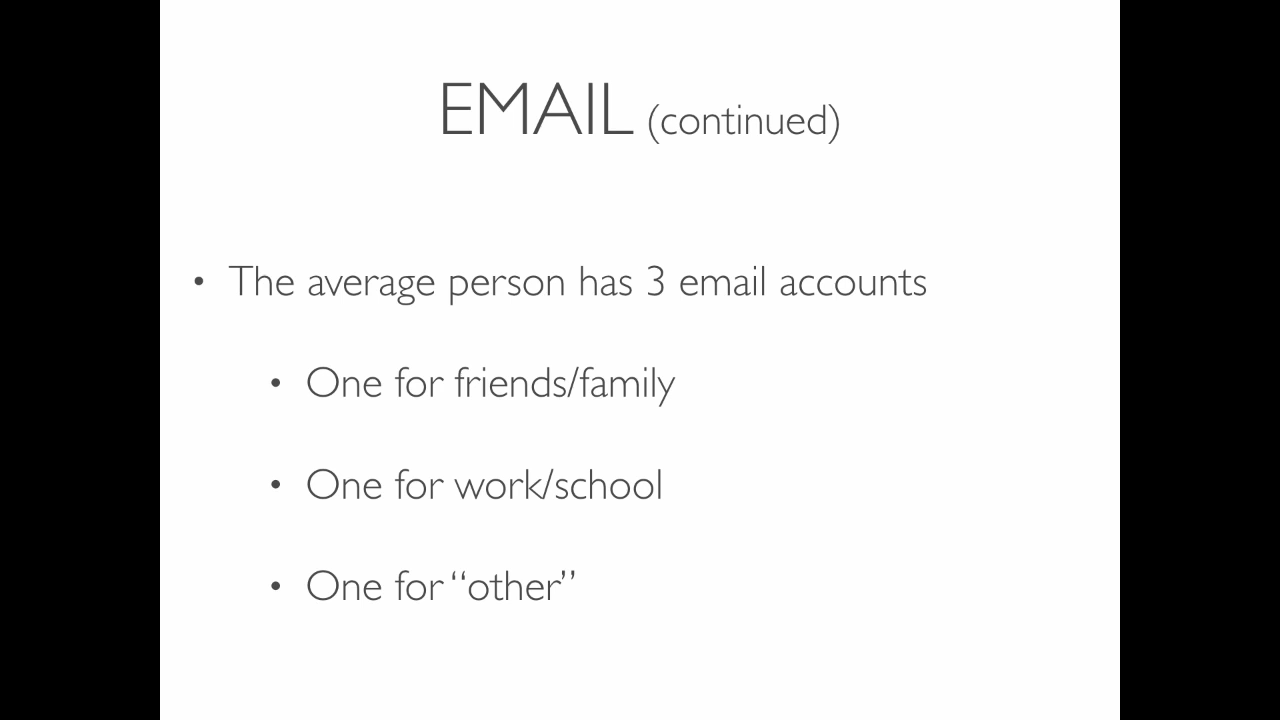 EMAIL (continued)
• The average person has 3 email accounts
• One for friends/family
• One for work/school
• One for “other”